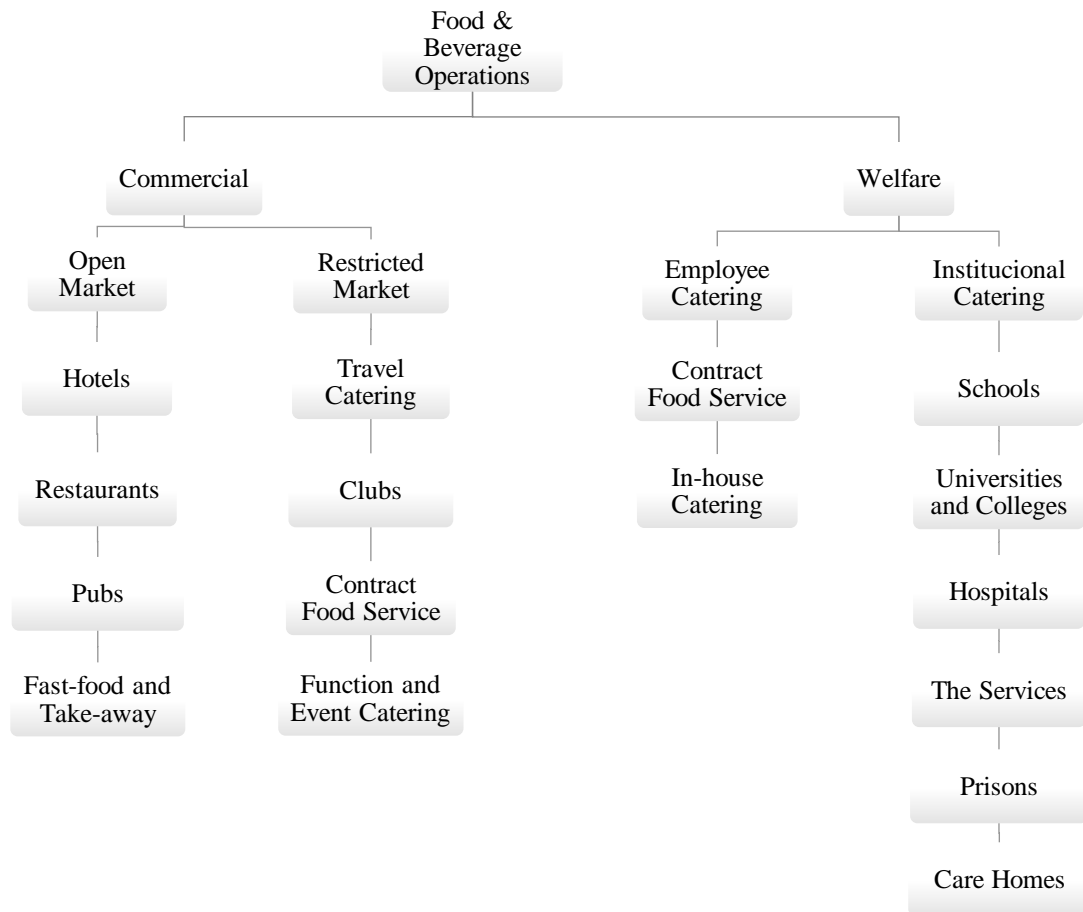 Food &
Beverage
Operations
Commercial
Welfare
Open
Market
Restricted
Market
Employee
Catering
Institucional
Catering
Hotels
Travel
Catering
Contract
Food Service
Schools
Restaurants
Clubs
In-house
Catering
Universities
and Colleges
Pubs
Contract
Food Service
Hospitals
Fast-food and
Take-away
Function and
Event Catering
The Services
Prisons
Care Homes